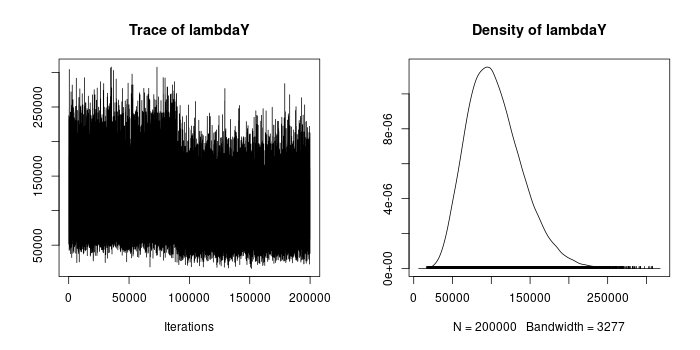 Trace of lambdaY
50000
150000
250000
0
50000
100000
150000
200000
Iterations
Density of lambdaY
0e+00
4e-06
8e-06
0
50000
150000
250000
N = 200000 Bandwidth = 3277